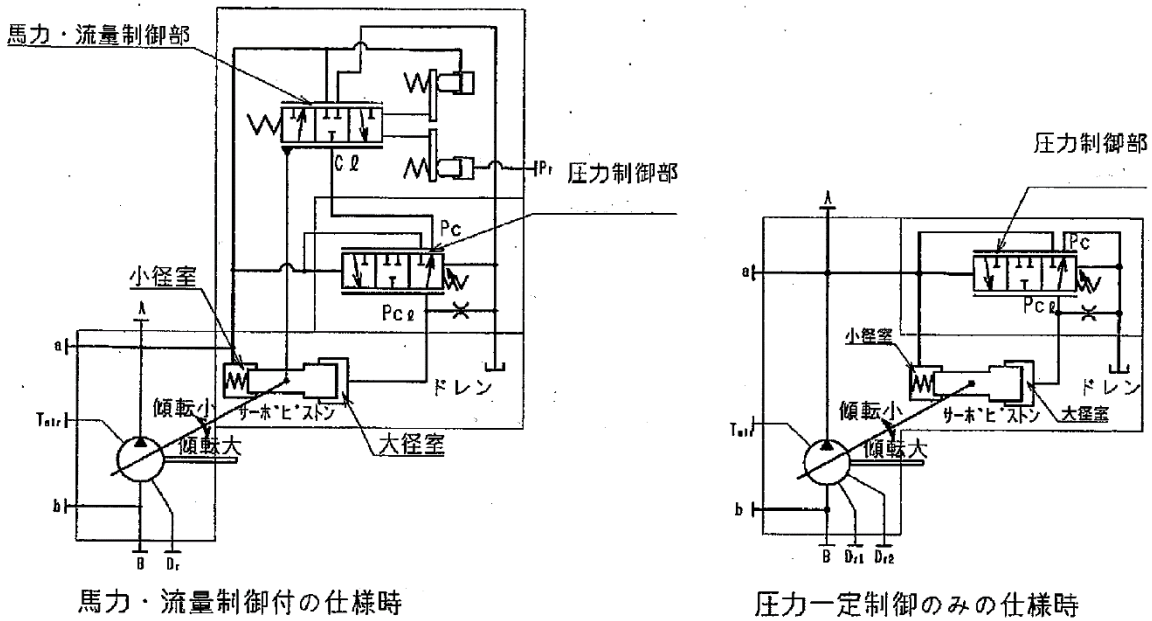 馬力・流量制御部
Cℓ
Pf
圧力制御部
PC
小径室
PCℓ
A
a
ドレン
傾転小
サーボピストン
Tair
傾転大
大径室
b
B
Dr
馬力・流量制御付の仕様時
圧力制御部
A
a
PC
PCℓ
小径室
ドレン
傾転小
サーボピストン
大径室
Tair
傾転大
b
B
Dr1
Dr2
圧力一定制御のみの仕様時